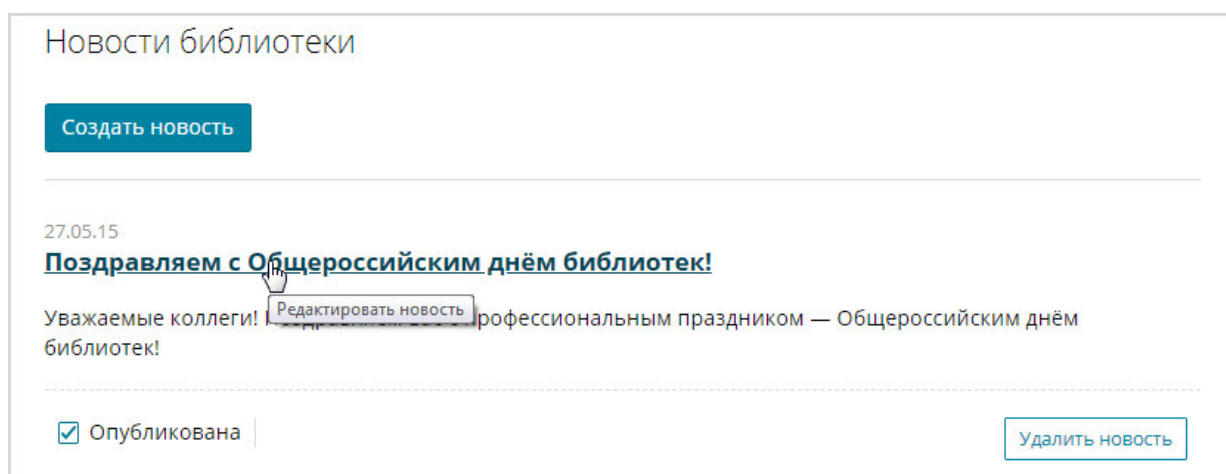 Новости библиотеки
Создать новость
27.05.15
Поздравляем с Общероссийским днём библиотек!
Редактировать новость
Уважаемые коллеги! профессиональным праздником — Общероссийским днём
библиотек!
Опубликована
Удалить новость